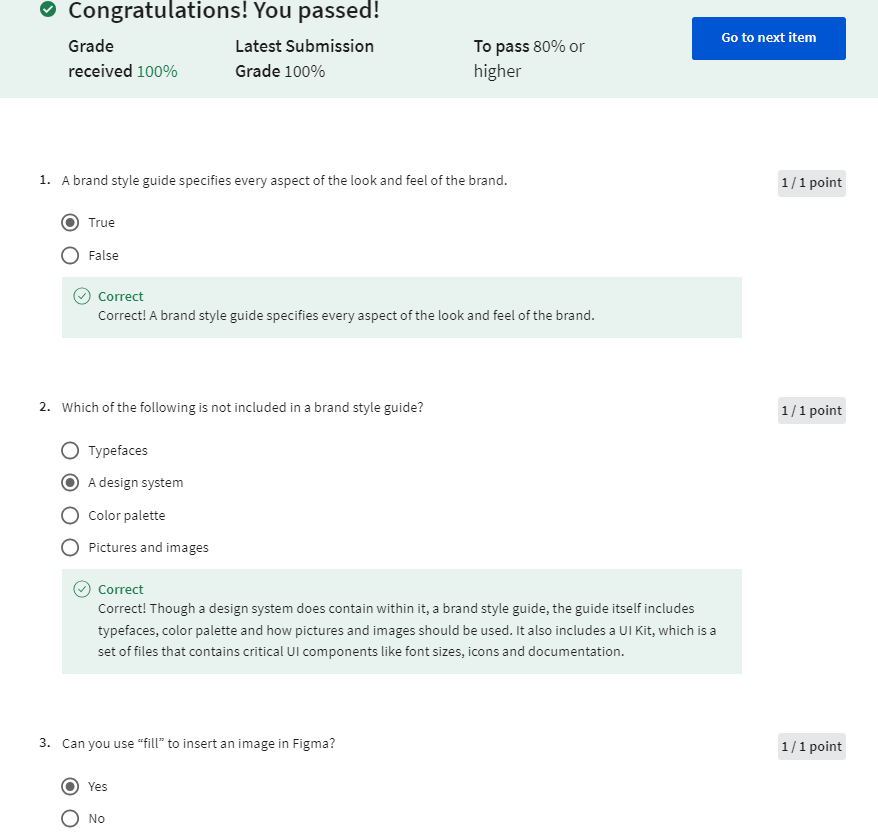 Congratulations! You passed!
Grade received 100%
Latest Submission Grade 100%
To pass 80% or higher
Go to next item
1. A brand style guide specifies every aspect of the look and feel of the brand.
1 / 1 point
True
False
Correct
Correct! A brand style guide specifies every aspect of the look and feel of the brand.
2. Which of the following is not included in a brand style guide?
1 / 1 point
Typefaces
A design system
Color palette
Pictures and images
Correct
Correct! Though a design system does contain within it, a brand style guide, the guide itself includes
typefaces, color palette and how pictures and images should be used. It also includes a UI Kit, which is a
set of files that contains critical UI components like font sizes, icons and documentation.
3. Can you use “fill” to insert an image in Figma?
1 / 1 point
Yes
No